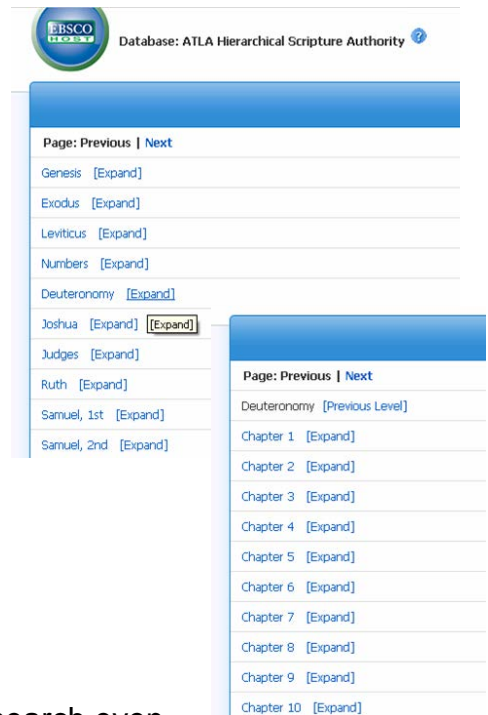 EBSCO
HOST
Database: ATLA Hierarchical Scripture Authority ?
Page: Previous | Next
Genesis [Expand]
Exodus [Expand]
Leviticus [Expand]
Numbers [Expand]
Deuteronomy [Expand]
Joshua [Expand] [Expand]
Judges [Expand]
Ruth [Expand]
Samuel, 1st [Expand]
Samuel, 2nd [Expand]
Page: Previous | Next
Deuteronomy [Previous Level]
Chapter 1 [Expand]
Chapter 2 [Expand]
Chapter 3 [Expand]
Chapter 4 [Expand]
Chapter 5 [Expand]
Chapter 6 [Expand]
Chapter 7 [Expand]
Chapter 8 [Expand]
Chapter 9 [Expand]
Chapter 10 [Expand]